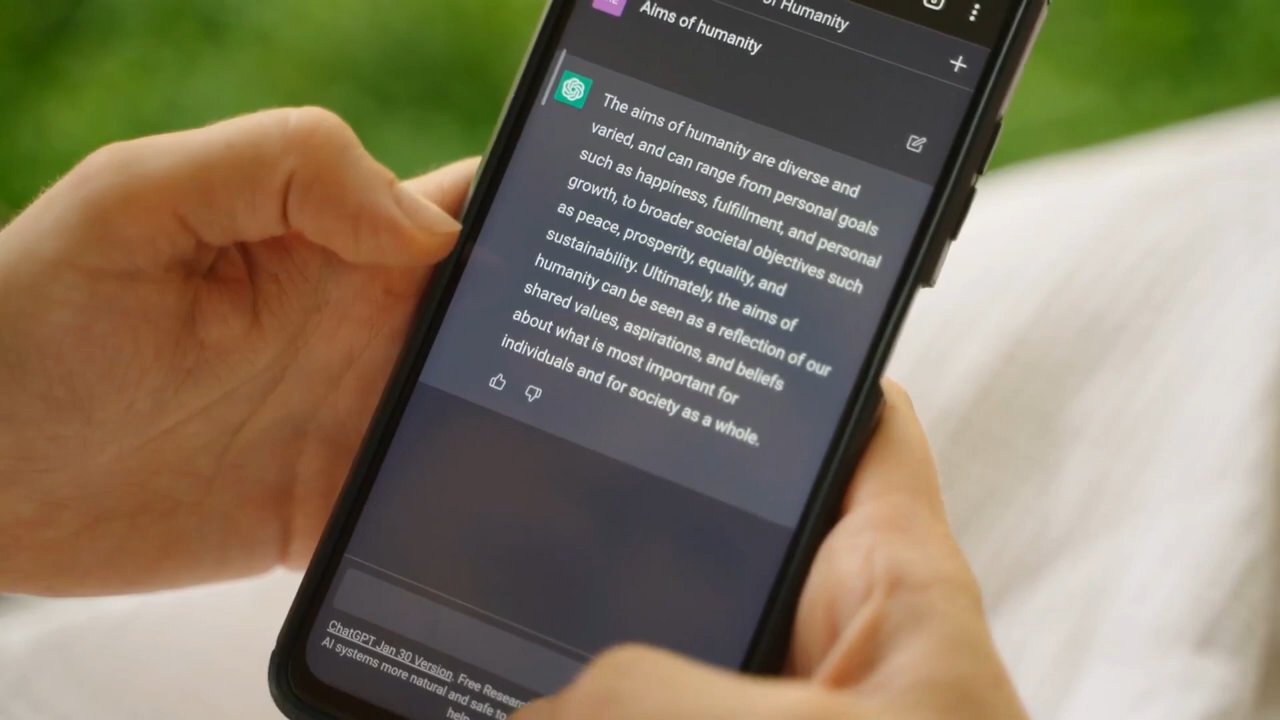 of Humanity
Aims of humanity
The aims of humanity are diverse and
varied, and can range from personal goals
such as happiness, fulfillment, and personal
growth, to broader societal objectives such
as peace, prosperity, equality, and
sustainability. Ultimately, the aims of
humanity can be seen as a reflection of our
shared values, aspirations, and beliefs
about what is most important for
individuals and for society as a whole.
ChatGPT Jan 30 Version. Free
AI systems more natural and safe to